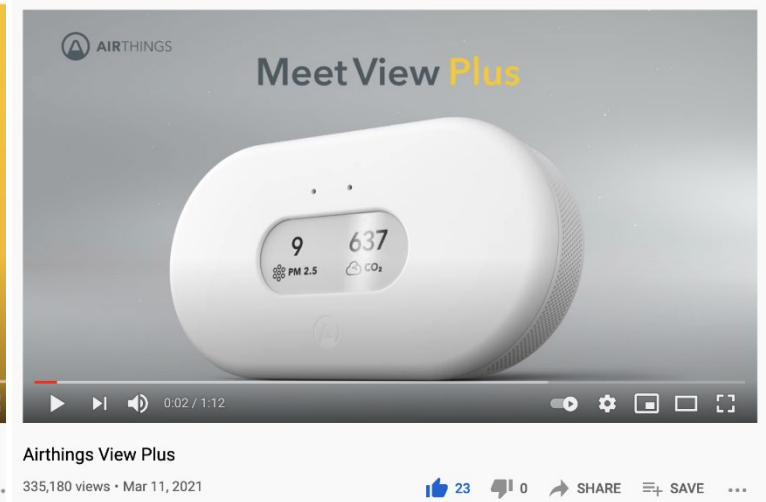 AIRTHINGS
Meet View Plus
9 637
PM 2.5 CO₂
0:02 / 1:12
Airthings View Plus
335,180 views • Mar 11, 2021
23 0 SHARE SAVE